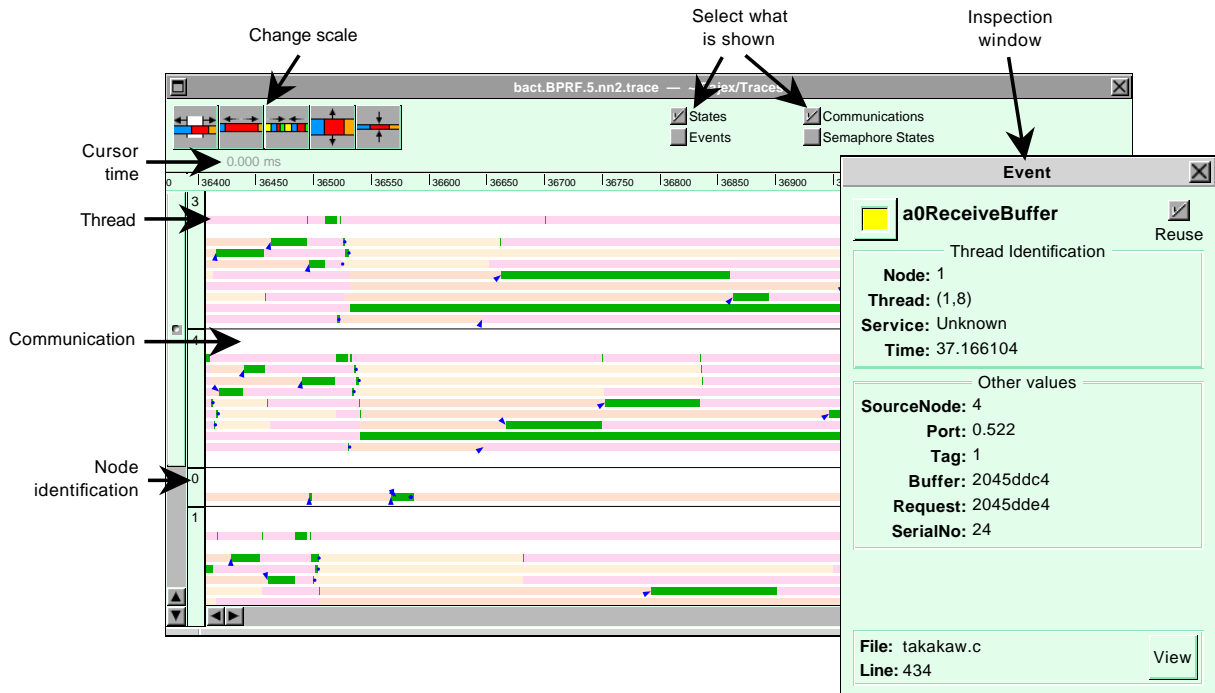 Change scale
Select what
is shown
Inspection
window
bact.BPRF.5.nn2.trace — ~
ajex/Traces
States
Events
Communications
Semaphore States
Cursor
time
0.000 ms
0 36400 36450 36500 36550 36600 36650 36700 36750 36800 36850 36900
Thread
Communication
Node
identification
3
4
0
1
Event
a0ReceiveBuffer
Reuse
Thread Identification
Node: 1
Thread: (1,8)
Service: Unknown
Time: 37.166104
Other values
SourceNode: 4
Port: 0.522
Tag: 1
Buffer: 2045ddc4
Request: 2045dde4
SerialNo: 24
File: takakaw.c
Line: 434
View